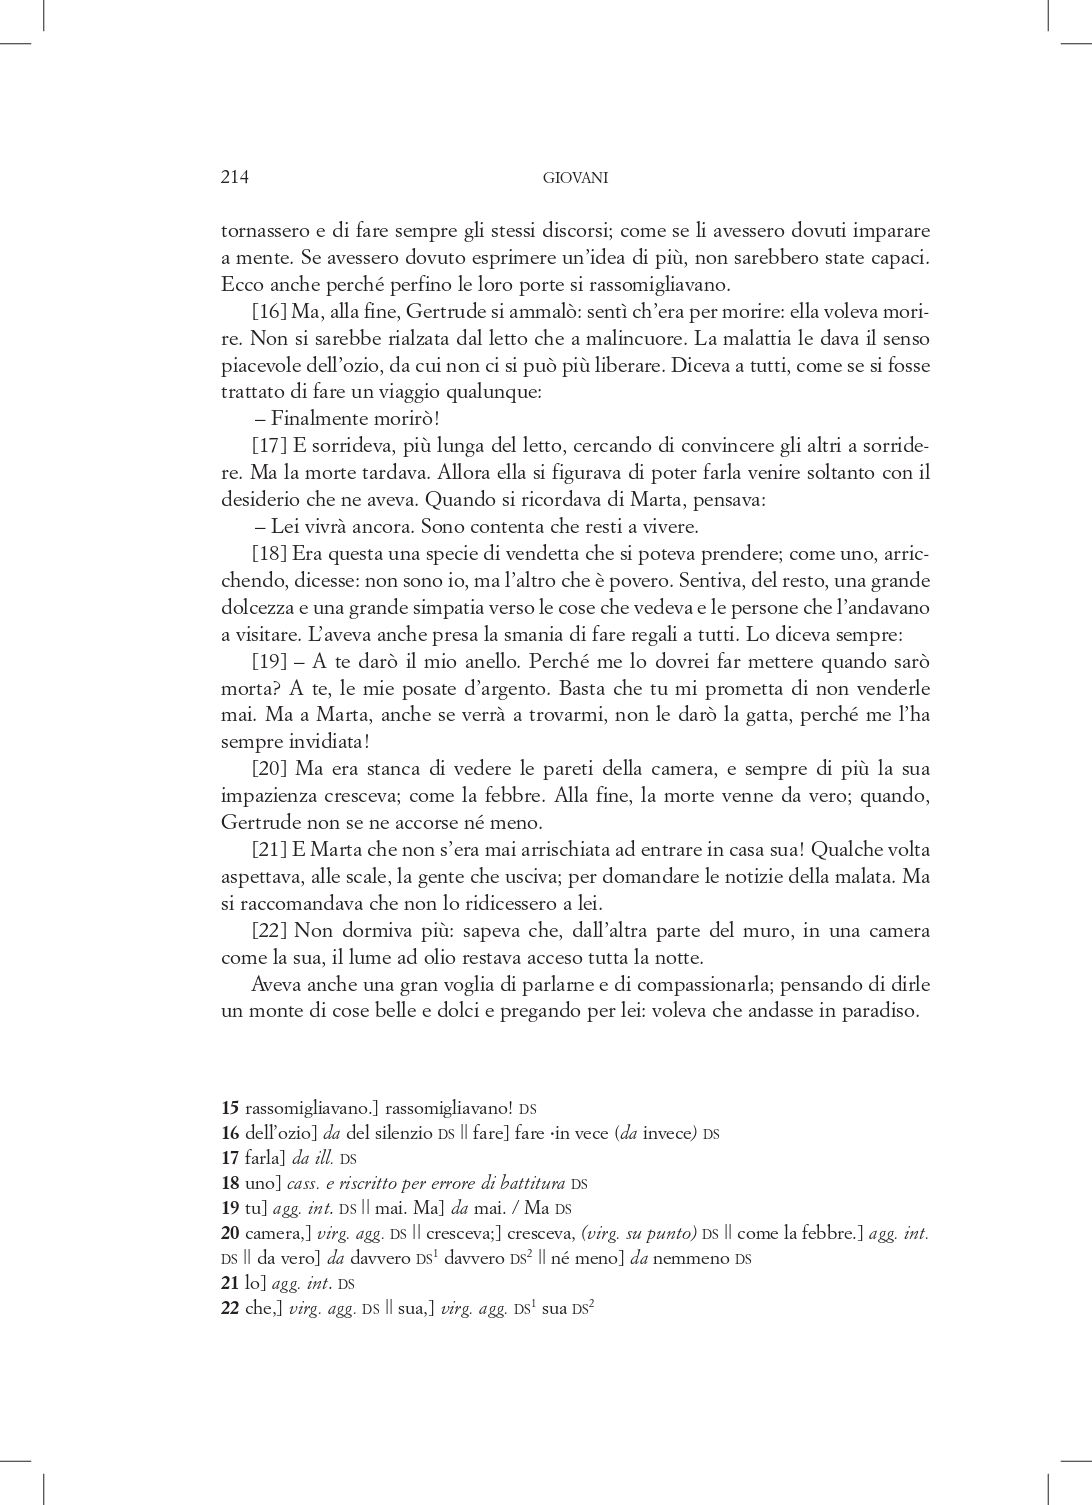 214
GIOVANI
tornassero e di fare sempre gli stessi discorsi; come se li avessero dovuti imparare
a mente. Se avessero dovuto esprimere un’idea di più, non sarebbero state capaci.
Ecco anche perché perfino le loro porte si rassomigliavano.
[16] Ma, alla fine, Gertrude si ammalò: sentì ch’era per morire: ella voleva mori-
re. Non si sarebbe rialzata dal letto che a malincuore. La malattia le dava il senso
piacevole dell’ozio, da cui non ci si può più liberare. Diceva a tutti, come se si fosse
trattato di fare un viaggio qualunque:
– Finalmente morirò!
[17] E sorrideva, più lunga del letto, cercando di convincere gli altri a sorride-
re. Ma la morte tardava. Allora ella si figurava di poter farla venire soltanto con il
desiderio che ne aveva. Quando si ricordava di Marta, pensava:
– Lei vivrà ancora. Sono contenta che resti a vivere.
[18] Era questa una specie di vendetta che si poteva prendere; come uno, arric-
chendo, dicesse: non sono io, ma l’altro che è povero. Sentiva, del resto, una grande
dolcezza e una grande simpatia verso le cose che vedeva e le persone che l’andavano
a visitare. L’aveva anche presa la smania di fare regali a tutti. Lo diceva sempre:
[19] – A te darò il mio anello. Perché me lo dovrei far mettere quando sarò
morta? A te, le mie posate d’argento. Basta che tu mi prometta di non venderle
mai. Ma a Marta, anche se verrà a trovarmi, non le darò la gatta, perché me l’ha
sempre invidiata!
[20] Ma era stanca di vedere le pareti della camera, e sempre di più la sua
impazienza cresceva; come la febbre. Alla fine, la morte venne da vero; quando,
Gertrude non se ne accorse né meno.
[21] E Marta che non s’era mai arrischiata ad entrare in casa sua! Qualche volta
aspettava, alle scale, la gente che usciva; per domandare le notizie della malata. Ma
si raccomandava che non lo ridicessero a lei.
[22] Non dormiva più: sapeva che, dall’altra parte del muro, in una camera
come la sua, il lume ad olio restava acceso tutta la notte.
Aveva anche una gran voglia di parlarne e di compassionarla; pensando di dirle
un monte di cose belle e dolci e pregando per lei: voleva che andasse in paradiso.
15 rassomigliavano.] rassomigliavano! DS
16 dell’ozio] da del silenzio DS || fare] fare ·in vece (da invece) DS
17 farla] da ill. DS
18 uno] cass. e riscritto per errore di battitura DS
19 tu] agg. int. DS || mai. Ma] da mai. / Ma DS
20 camera,] virg. agg. DS || cresceva;] cresceva, (virg. su punto) DS || come la febbre.] agg. int.
DS || da vero] da davvero DS¹ davvero DS² || né meno] da nemmeno DS
21 lo] agg. int. DS
22 che,] virg. agg. DS || sua,] virg. agg. DS¹ sua DS²